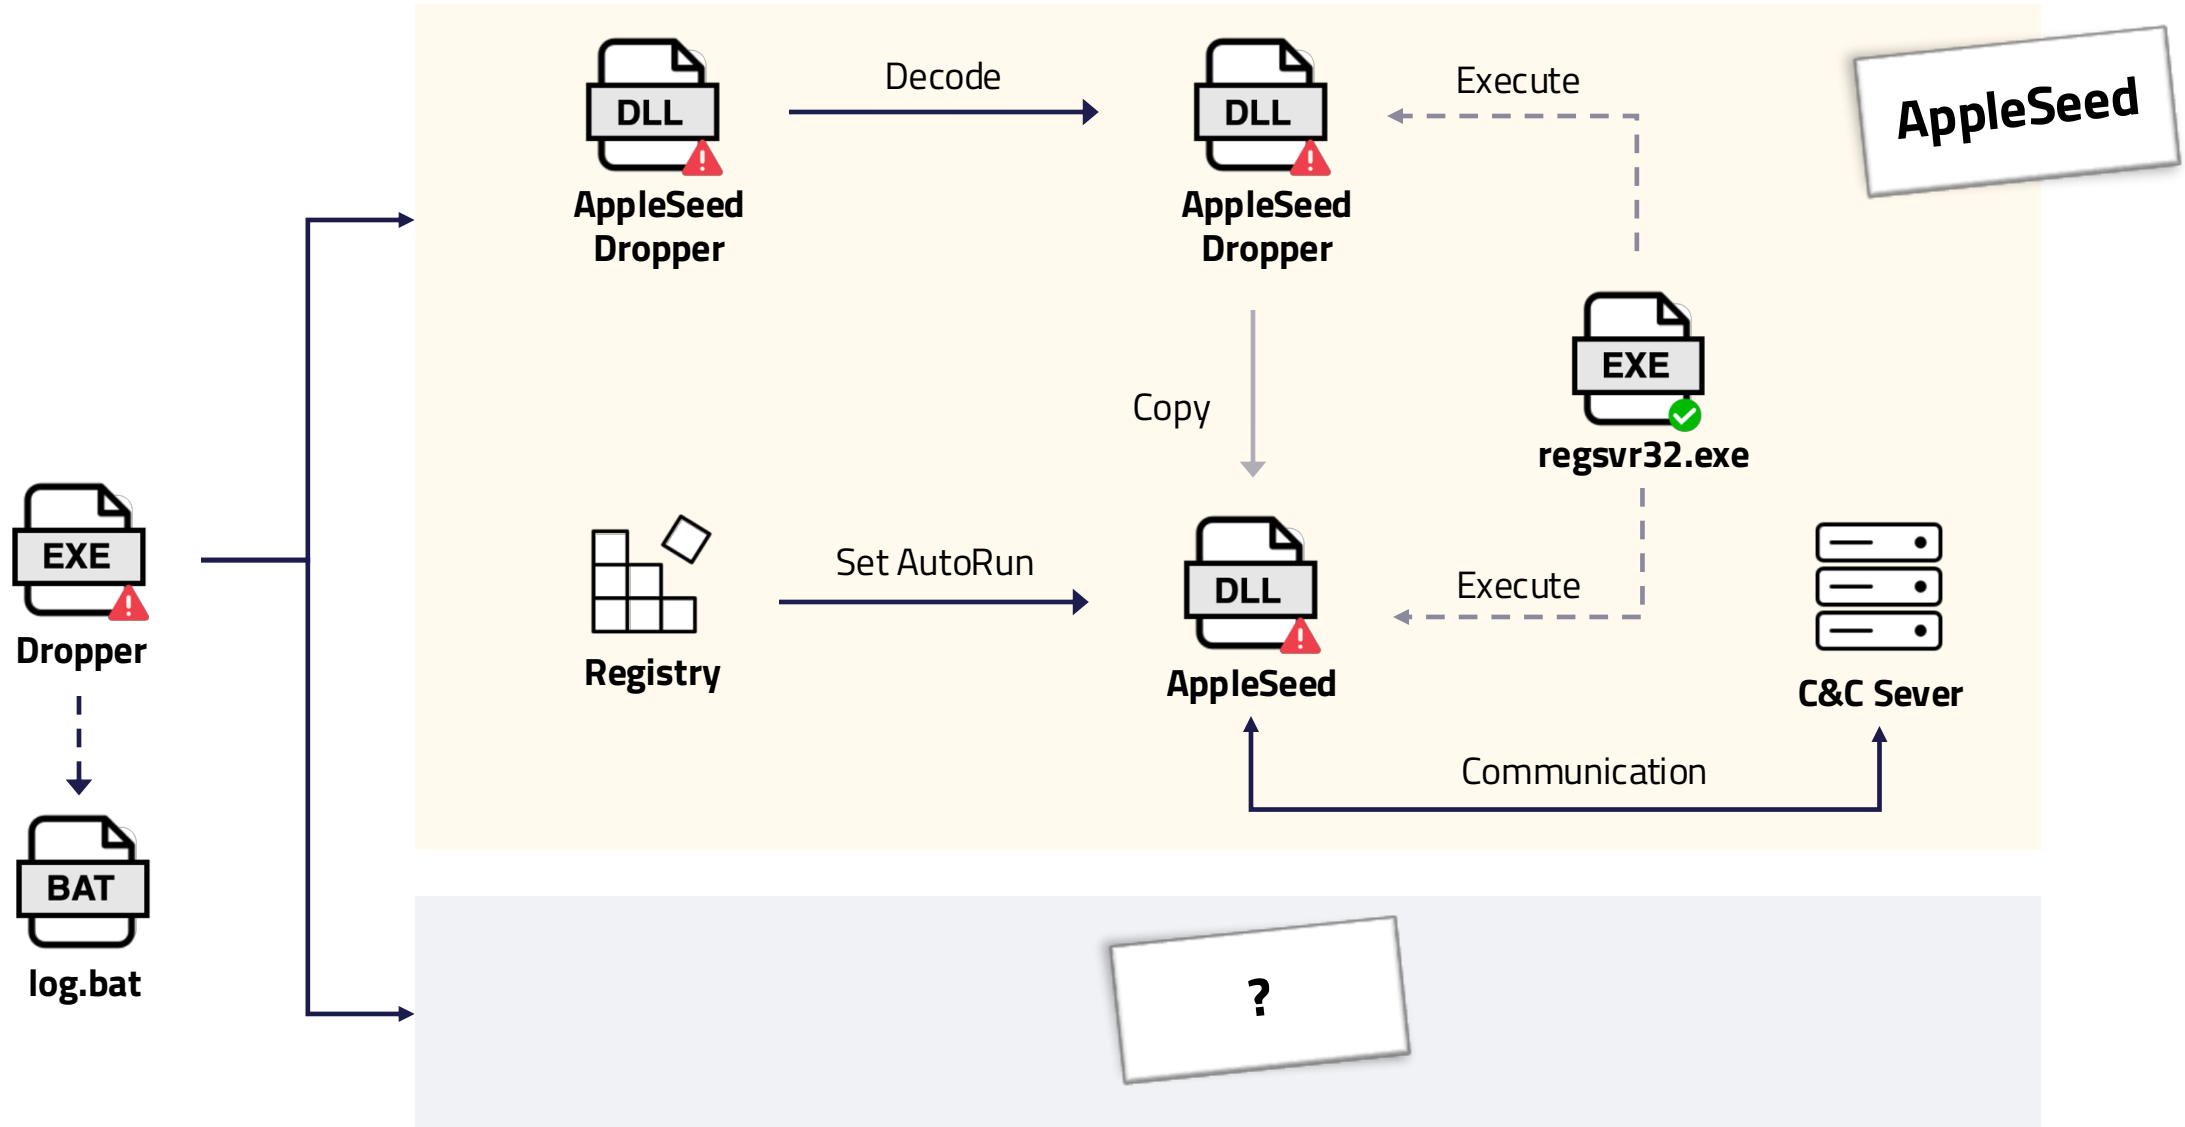 DLL
AppleSeed
Dropper
Decode
DLL
AppleSeed
Dropper
Execute
AppleSeed
EXE
regsvr32.exe
Copy
EXE
Dropper
Registry
Set AutoRun
DLL
AppleSeed
Execute
C&C Sever
Communication
BAT
log.bat
?